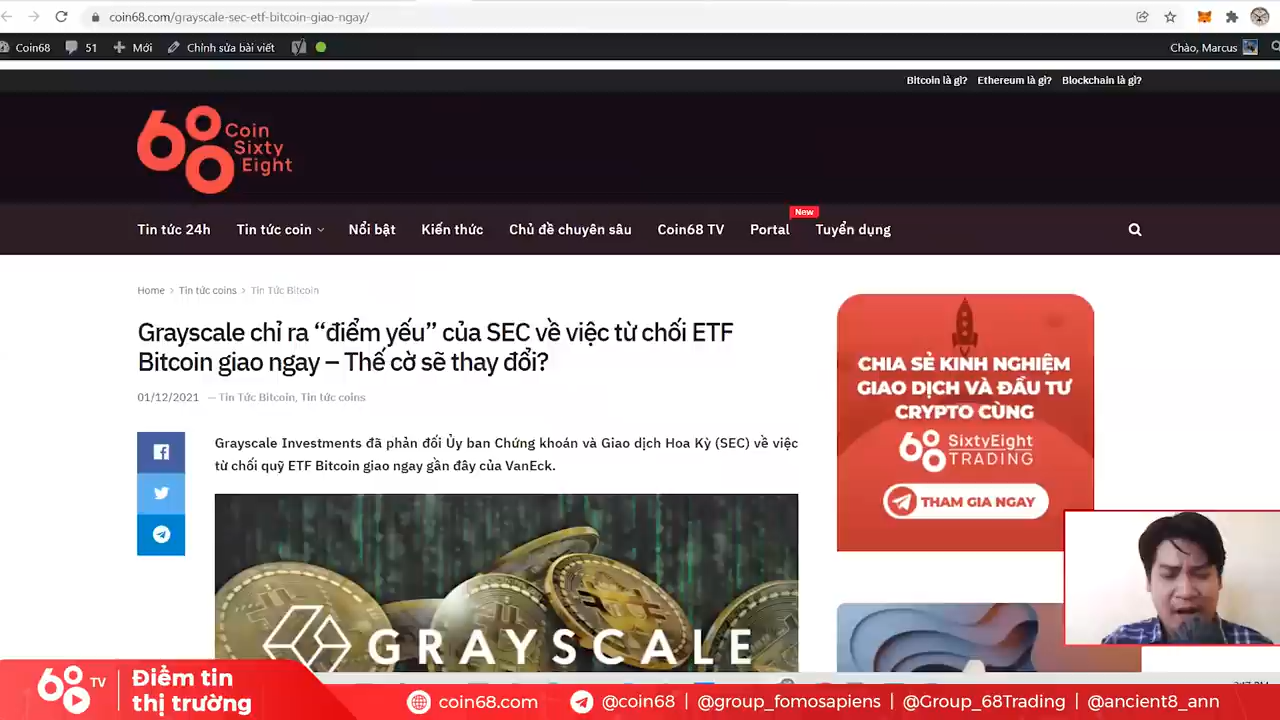 coin68.com/grayscale-sec-etf-bitcoin-giao-ngay/
Coin68 51 Mới Chỉnh sửa bài viết Chào, Marcus
Bitcoin là gì? Ethereum là gì? Blockchain là gì?
68 Coin
Sixty
Eight
New
Tin tức 24h Tin tức coin Nổi bật Kiến thức Chủ đề chuyên sâu Coin68 TV Portal Tuyển dụng
Home > Tin tức coins > Tin Tức Bitcoin
Grayscale chỉ ra “điểm yếu” của SEC về việc từ chối ETF
Bitcoin giao ngay – Thế cờ sẽ thay đổi?
01/12/2021 — Tin Tức Bitcoin, Tin tức coins
Grayscale Investments đã phản đối Ủy ban Chứng khoán và Giao dịch Hoa Kỳ (SEC) về việc
từ chối quỹ ETF Bitcoin giao ngay gần đây của VanEck.
GRAYSCALE
CHIA SẺ KINH NGHIỆM
GIAO DỊCH VÀ ĐẦU TƯ
CRYPTO CÙNG
68 SixtyEight
TRADING
THAM GIA NGAY
68 TV
Điểm tin
thị trường
coin68.com @coin68 | @group_fomosapiens | @Group_68Trading | @ancient8_ann